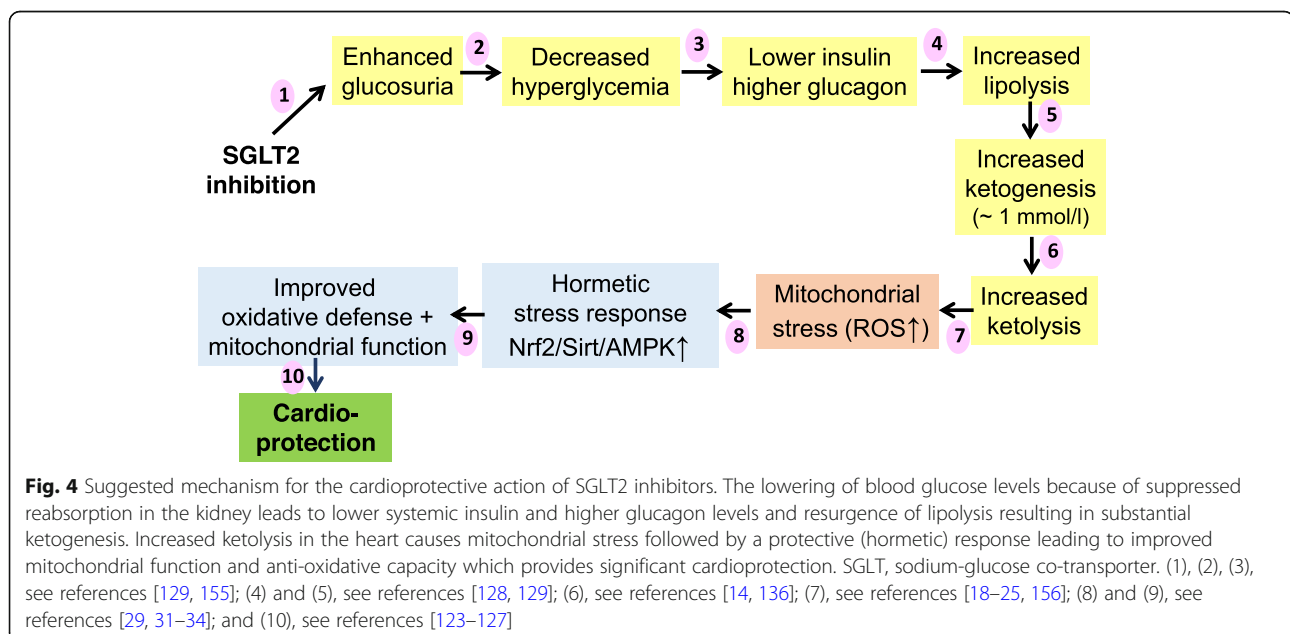 1
Enhanced
glucosuria
2
Decreased
hyperglycemia
3
Lower insulin
higher glucagon
4
Increased
lipolysis
SGLT2
inhibition
5
Increased
ketogenesis
(~ 1 mmol/l)
6
Increased
ketolysis
7
Mitochondrial
stress (ROS↑)
8
Hormetic
stress response
Nrf2/Sirt/AMPK↑
9
Improved
oxidative defense +
mitochondrial function
10
Cardio-
protection
Fig. 4 Suggested mechanism for the cardioprotective action of SGLT2 inhibitors. The lowering of blood glucose levels because of suppressed
reabsorption in the kidney leads to lower systemic insulin and higher glucagon levels and resurgence of lipolysis resulting in substantial
ketogenesis. Increased ketolysis in the heart causes mitochondrial stress followed by a protective (hormetic) response leading to improved
mitochondrial function and anti-oxidative capacity which provides significant cardioprotection. SGLT, sodium-glucose co-transporter. (1), (2), (3),
see references [129, 155]; (4) and (5), see references [128, 129]; (6), see references [14, 136]; (7), see references [18–25, 156]; (8) and (9), see
references [29, 31–34]; and (10), see references [123–127]